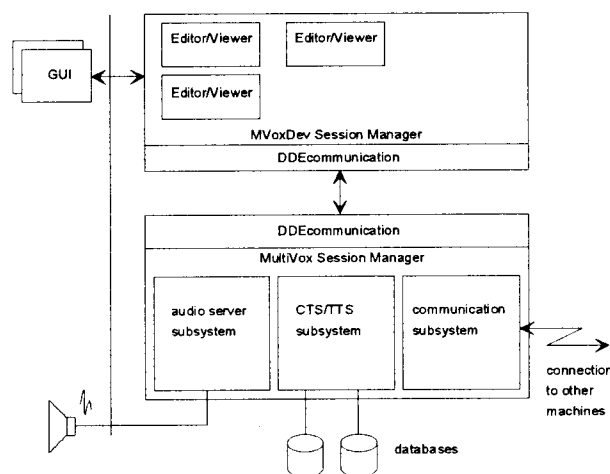 Editor/Viewer
Editor/Viewer
GUI
Editor/Viewer
MVoxDev Session Manager
DDEcommunication
DDEcommunication
MultiVox Session Manager
audio server
subsystem
CTS/TTS
subsystem
communication
subsystem
connection
to other
machines
databases